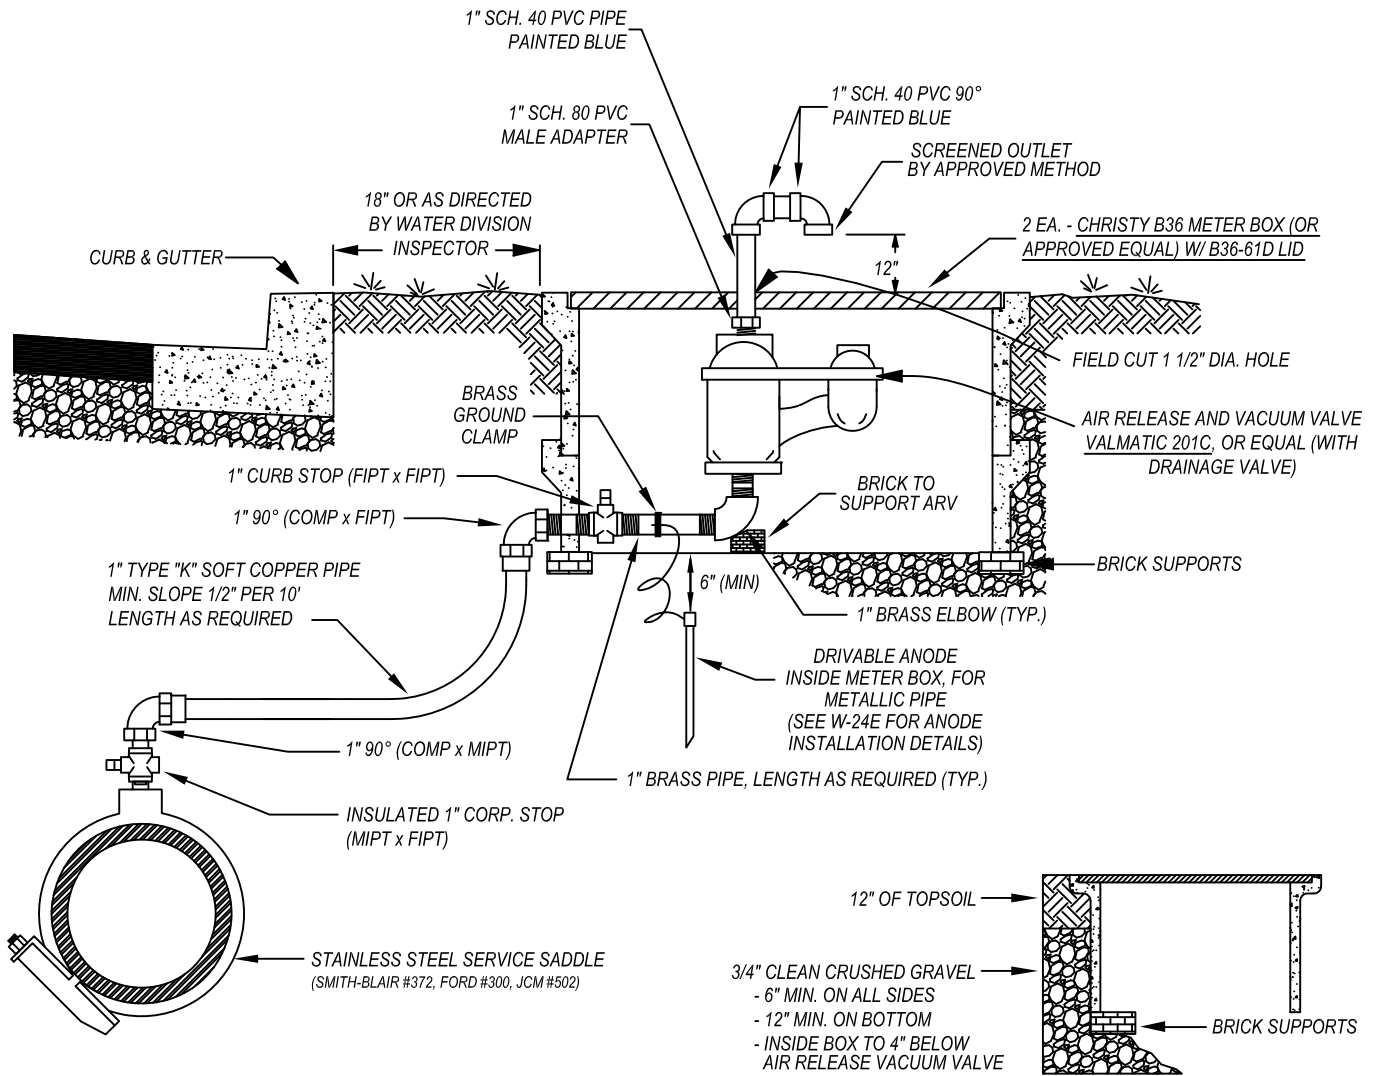 1" SCH. 40 PVC PIPE
PAINTED BLUE
1" SCH. 80 PVC
MALE ADAPTER
1" SCH. 40 PVC 90°
PAINTED BLUE
SCREENED OUTLET
BY APPROVED METHOD
18" OR AS DIRECTED
BY WATER DIVISION
INSPECTOR
2 EA. - CHRISTY B36 METER BOX (OR
APPROVED EQUAL) W/ B36-61D LID
CURB & GUTTER
12"
FIELD CUT 1 1/2" DIA. HOLE
BRASS
GROUND
CLAMP
AIR RELEASE AND VACUUM VALVE
VALMATIC 201C, OR EQUAL (WITH
DRAINAGE VALVE)
1" CURB STOP (FIPT x FIPT)
BRICK TO
SUPPORT ARV
1" 90° (COMP x FIPT)
1" TYPE "K" SOFT COPPER PIPE
MIN. SLOPE 1/2" PER 10'
LENGTH AS REQUIRED
6" (MIN)
BRICK SUPPORTS
1" BRASS ELBOW (TYP.)
DRIVABLE ANODE
INSIDE METER BOX, FOR
METALLIC PIPE
(SEE W-24E FOR ANODE
INSTALLATION DETAILS)
1" 90° (COMP x MIPT)
1" BRASS PIPE, LENGTH AS REQUIRED (TYP.)
INSULATED 1" CORP. STOP
(MIPT x FIPT)
STAINLESS STEEL SERVICE SADDLE
(SMITH-BLAIR #372, FORD #300, JCM #502)
12" OF TOPSOIL
3/4" CLEAN CRUSHED GRAVEL
- 6" MIN. ON ALL SIDES
- 12" MIN. ON BOTTOM
- INSIDE BOX TO 4" BELOW
AIR RELEASE VACUUM VALVE
BRICK SUPPORTS